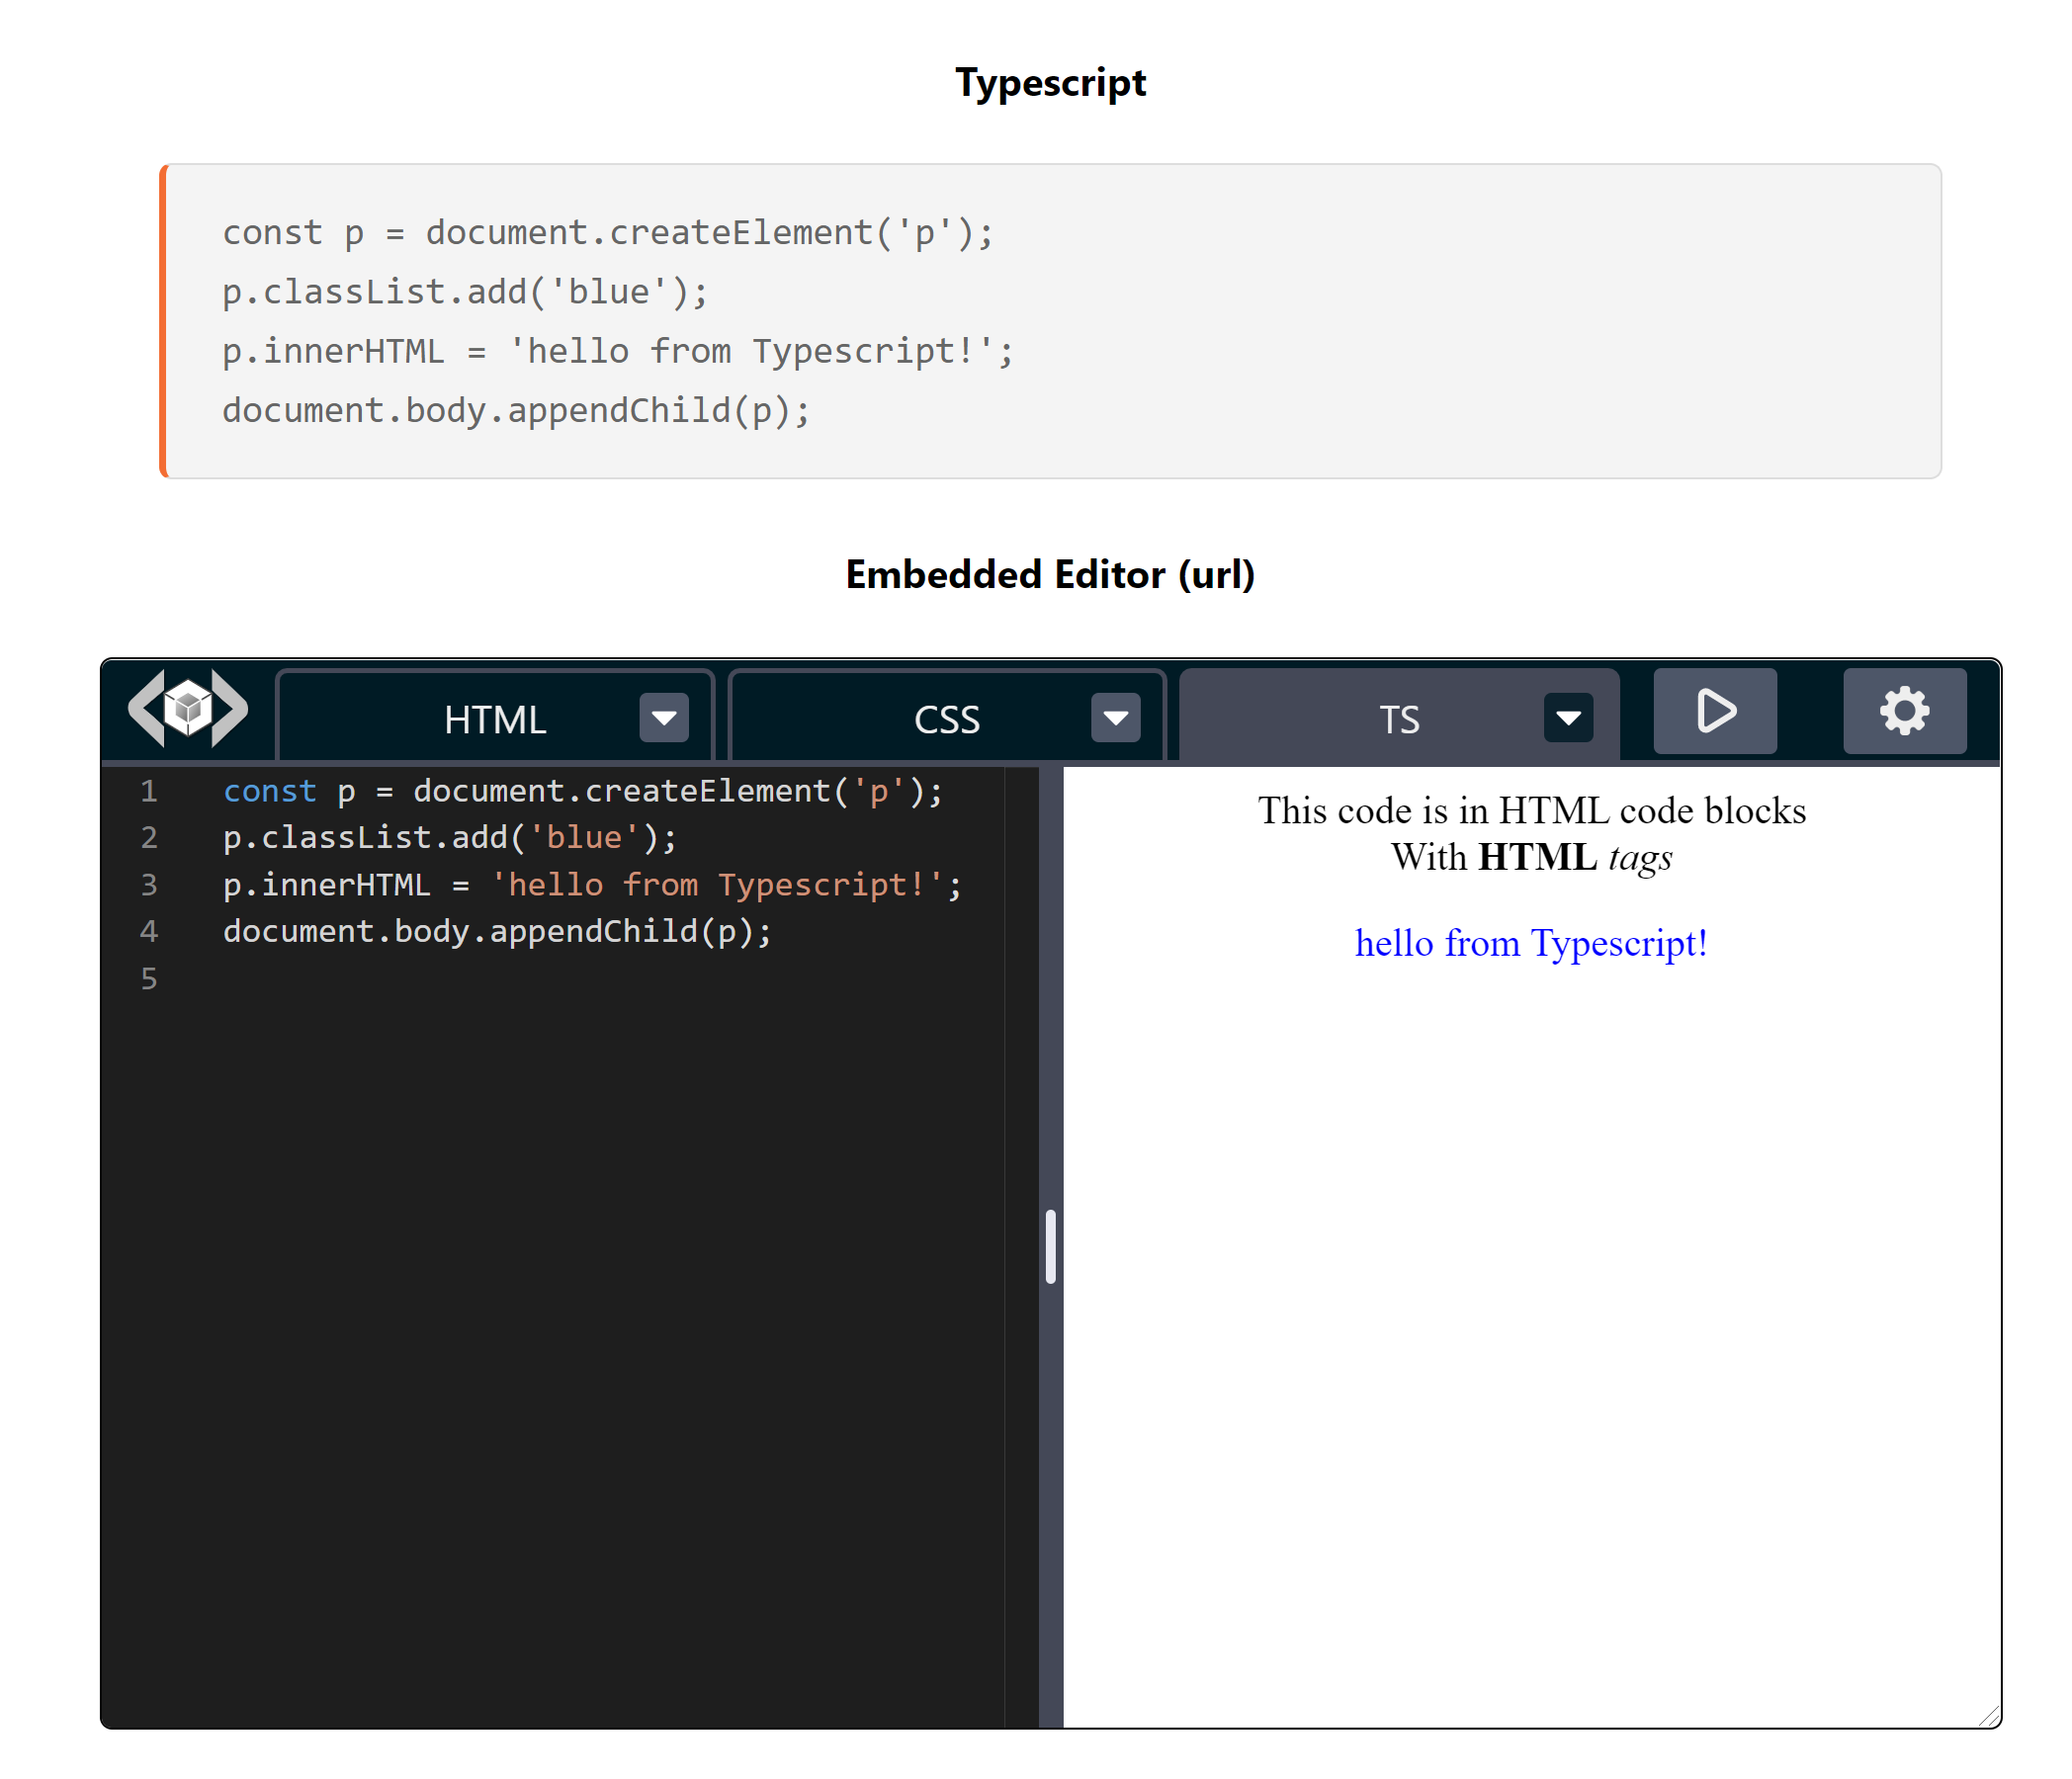 Typescript
const p = document.createElement('p');
p.classList.add('blue');
p.innerHTML = 'hello from Typescript!';
document.body.appendChild(p);
Embedded Editor (url)
HTML
CSS
TS
1 const p = document.createElement('p');
2 p.classList.add('blue');
3 p.innerHTML = 'hello from Typescript!';
4 document.body.appendChild(p);
5
This code is in HTML code blocks
With HTML tags
hello from Typescript!